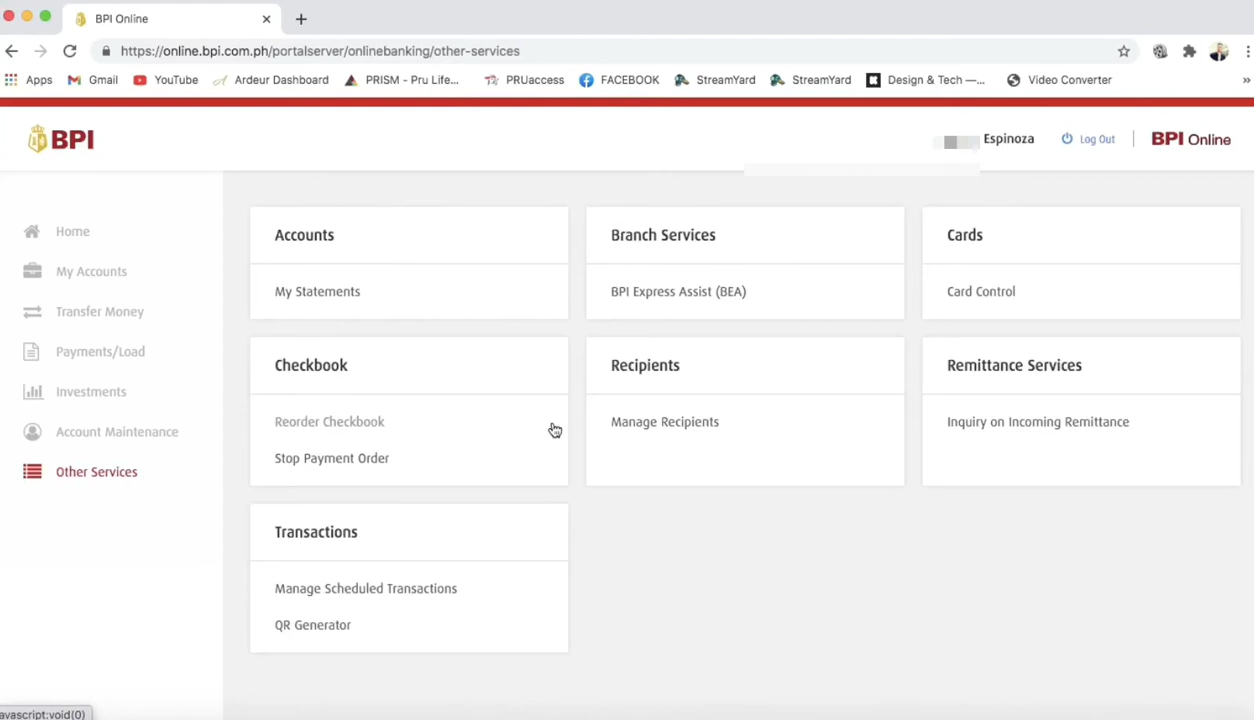 BPI Online
https://online.bpi.com.ph/portalserver/onlinebanking/other-services
Apps Gmail YouTube Ardeur Dashboard PRISM - Pru Life... PRUaccess FACEBOOK StreamYard StreamYard Design & Tech —... Video Converter »
BPI
Espinoza Log Out BPI Online
Home
My Accounts
Transfer Money
Payments/Load
Investments
Account Maintenance
Other Services
Accounts
My Statements
Branch Services
BPI Express Assist (BEA)
Cards
Card Control
Checkbook
Reorder Checkbook
Stop Payment Order
Recipients
Manage Recipients
Remittance Services
Inquiry on Incoming Remittance
Transactions
Manage Scheduled Transactions
QR Generator
avascript:void(0)